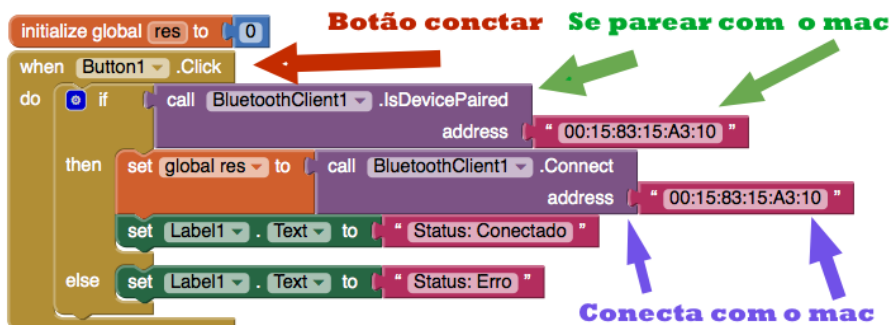 Botão conctar
Se parear com o mac
initialize global res to 0
when Button1 .Click
do if call BluetoothClient1 .IsDevicePaired
address " 00:15:83:15:A3:10 "
then set global res to call BluetoothClient1 .Connect
address " 00:15:83:15:A3:10 "
set Label1 . Text to " Status: Conectado "
else set Label1 . Text to " Status: Erro "
Conecta com o mac